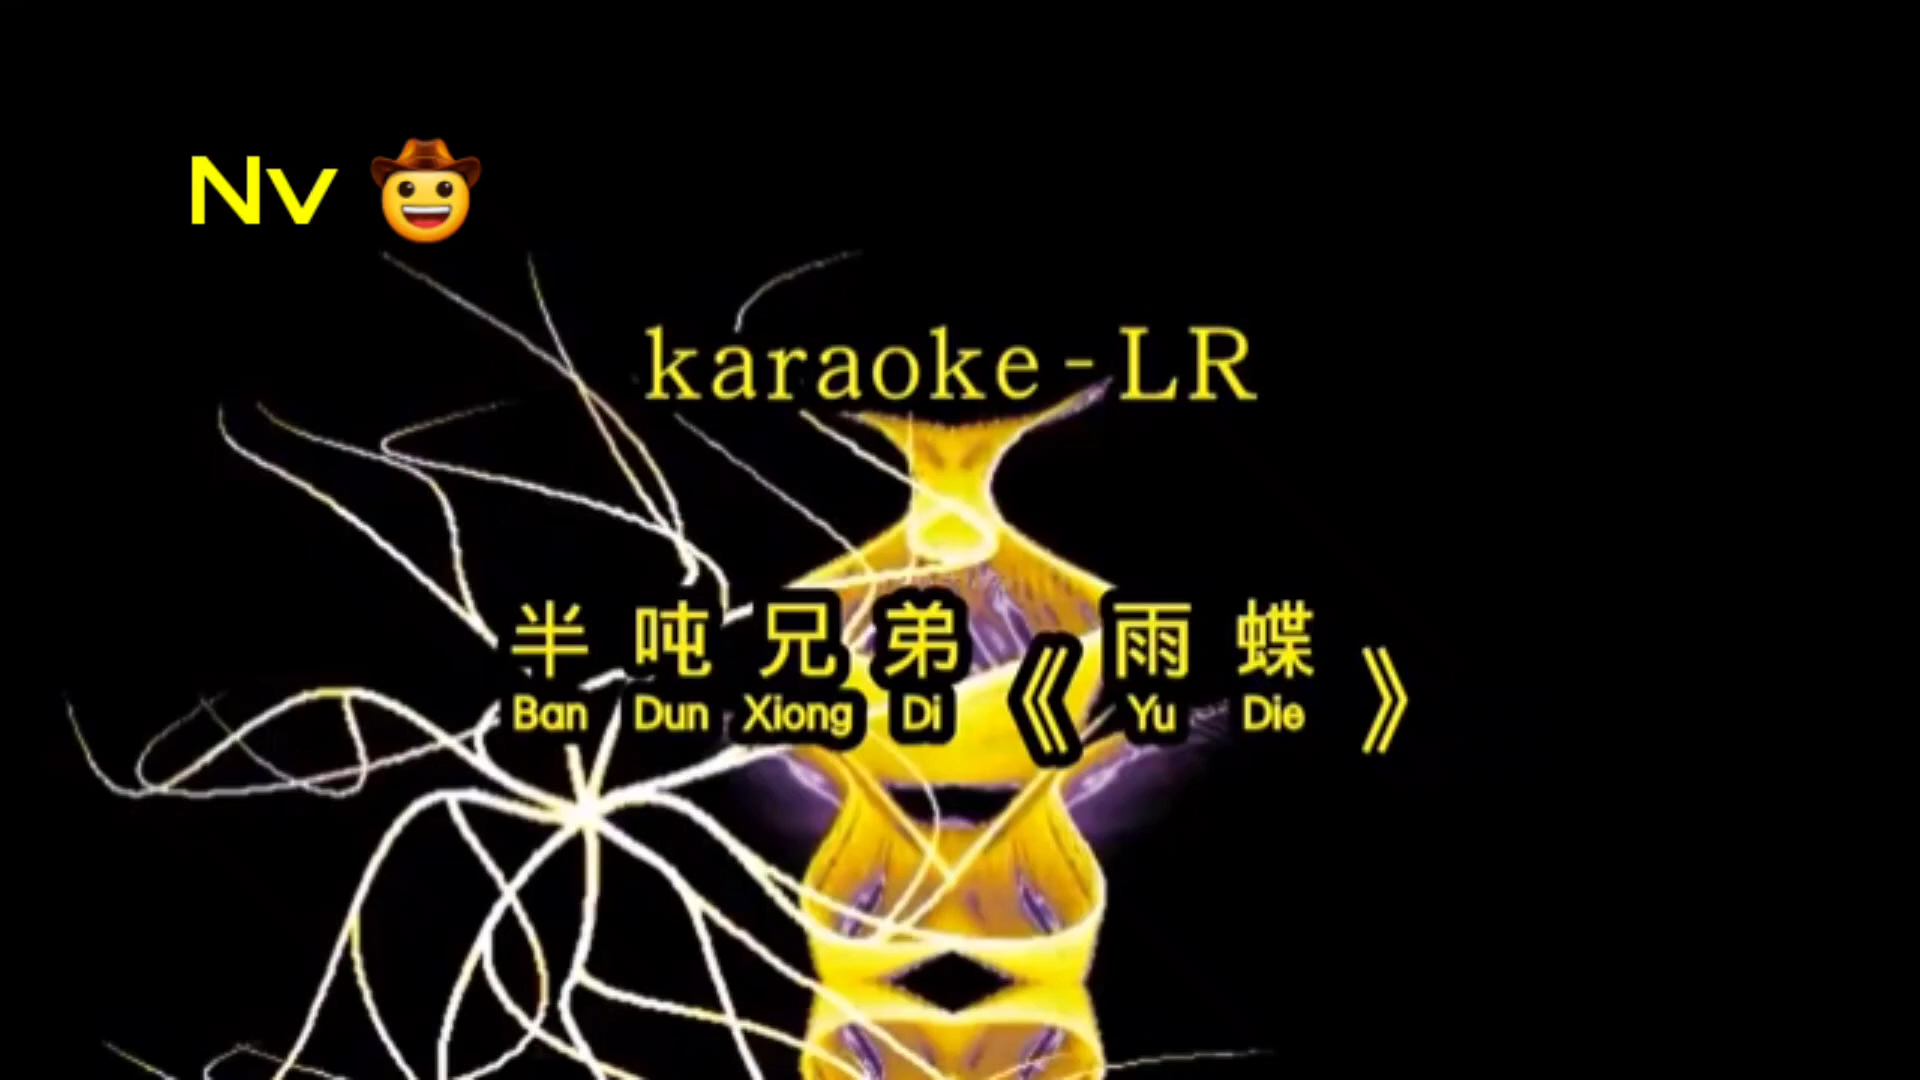 Nv 🤠
karaoke-LR
半吨兄弟《雨蝶》
Ban Dun Xiong Di Yu Die